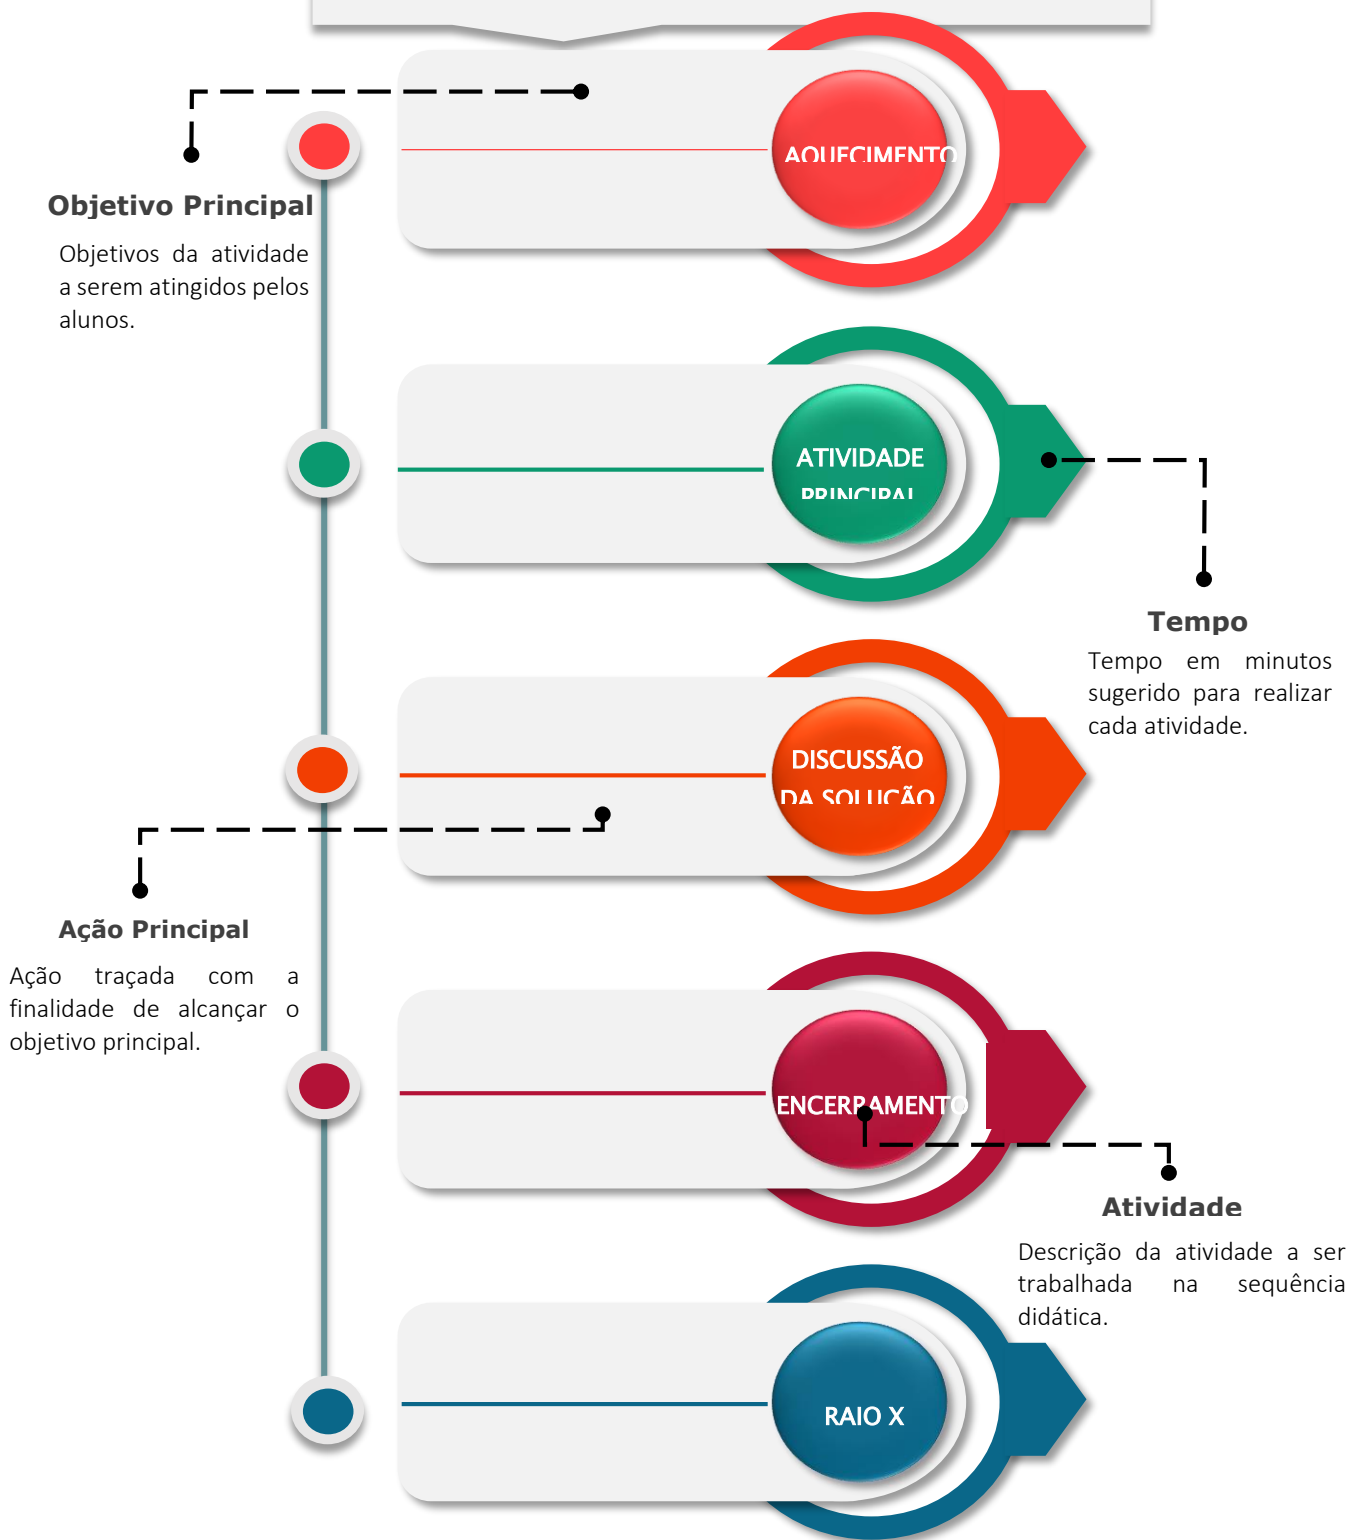 AQUECIMENTO
Objetivo Principal
Objetivos da atividade
a serem atingidos pelos
alunos.
ATIVIDADE
PRINCIPAL
Tempo
Tempo em minutos
sugerido para realizar
cada atividade.
DISCUSSÃO
DA SOLUÇÃO
Ação Principal
Ação traçada com a
finalidade de alcançar o
objetivo principal.
ENCERRAMENTO
Atividade
Descrição da atividade a ser
trabalhada na sequência
didática.
RAIO X